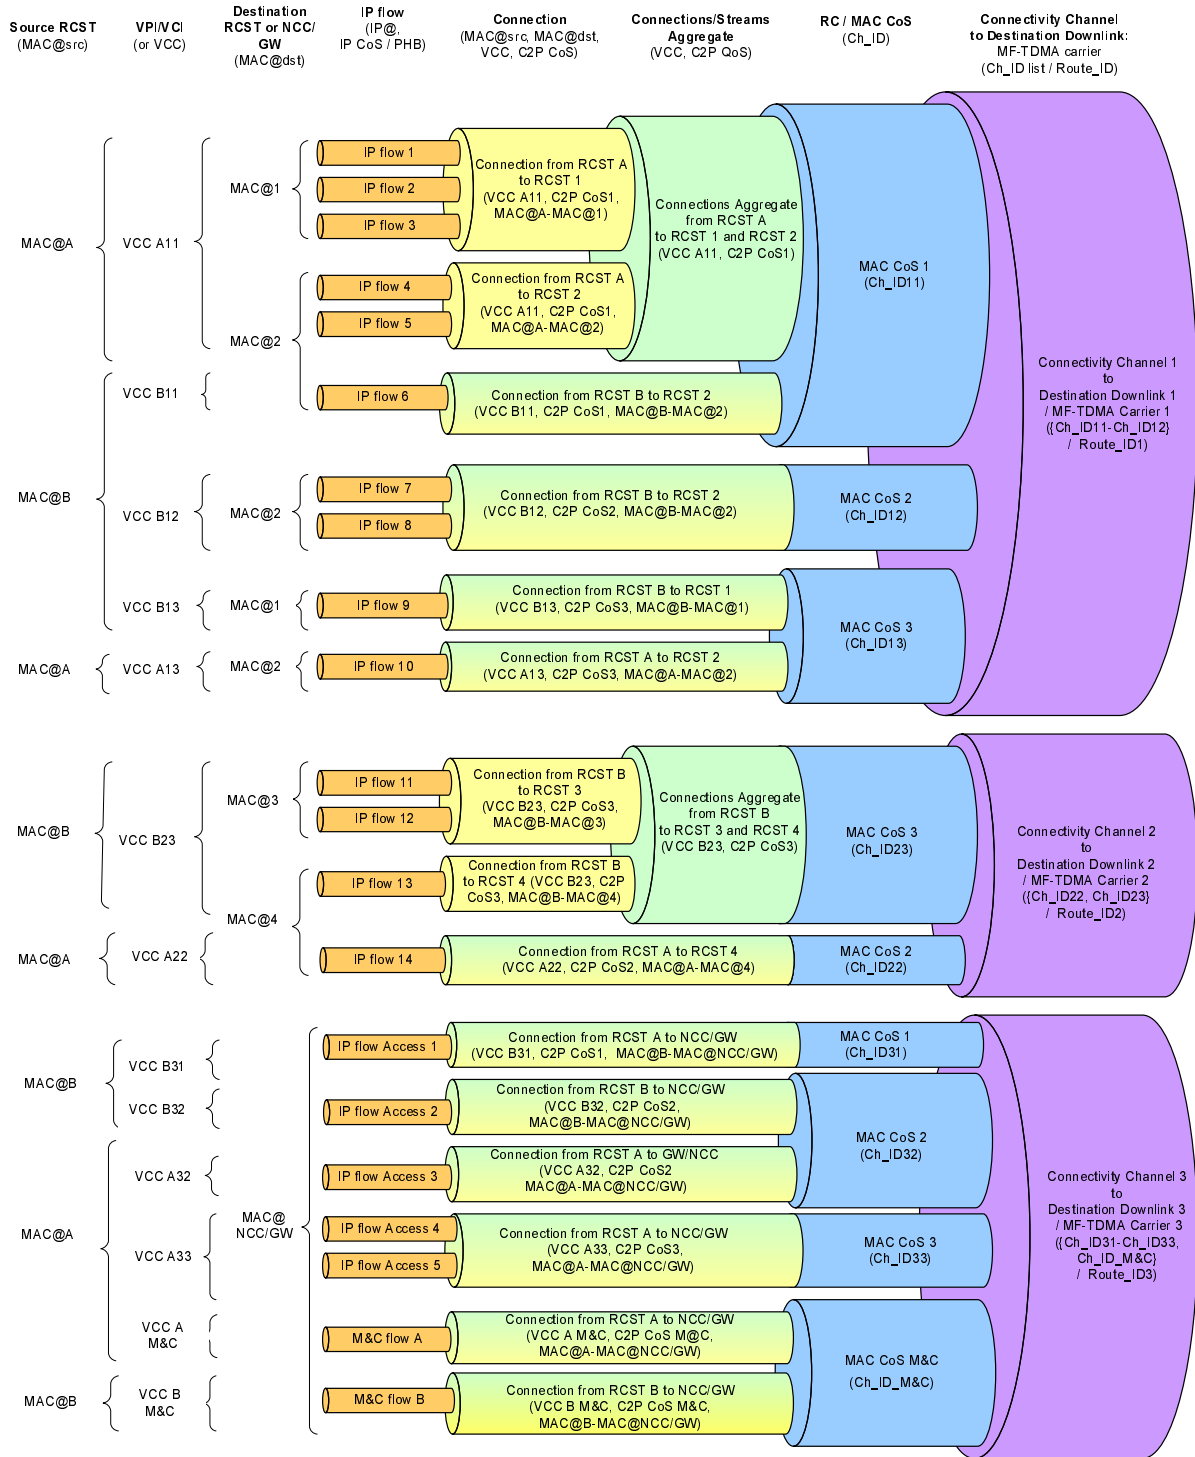 Source RCST
(MAC@src)
VPI/VCI
(or VCC)
Destination
RCST or NCC/
GW
(MAC@dst)
IP flow
(IP@,
IP CoS / PHB)
Connection
(MAC@src, MAC@dst,
VCC, C2P CoS)
Connections/Streams
Aggregate
(VCC, C2P QoS)
RC / MAC CoS
(Ch_ID)
Connectivity Channel
to Destination Downlink:
MF-TDMA carrier
(Ch_ID list / Route_ID)
MAC@A
VCC A11
MAC@1
IP flow 1
IP flow 2
IP flow 3
Connection from RCST A
to RCST 1
(VCC A11, C2P CoS1,
MAC@A-MAC@1)
MAC@2
IP flow 4
IP flow 5
Connection from RCST A
to RCST 2
(VCC A11, C2P CoS1,
MAC@A-MAC@2)
Connections Aggregate
from RCST A
to RCST 1 and RCST 2
(VCC A11, C2P CoS1)
MAC CoS 1
(Ch_ID11)
MAC@B
VCC B11
IP flow 6
Connection from RCST B to RCST 2
(VCC B11, C2P CoS1, MAC@B-MAC@2)
VCC B12
MAC@2
IP flow 7
IP flow 8
Connection from RCST B to RCST 2
(VCC B12, C2P CoS2, MAC@B-MAC@2)
MAC CoS 2
(Ch_ID12)
VCC B13
MAC@1
IP flow 9
Connection from RCST B to RCST 1
(VCC B13, C2P CoS3, MAC@B-MAC@1)
MAC CoS 3
(Ch_ID13)
MAC@A
VCC A13
MAC@2
IP flow 10
Connection from RCST A to RCST 2
(VCC A13, C2P CoS3, MAC@A-MAC@2)
Connectivity Channel 1
to
Destination Downlink 1
/ MF-TDMA Carrier 1
({Ch_ID11-Ch_ID12}
/ Route_ID1)
MAC@B
VCC B23
MAC@3
IP flow 11
IP flow 12
Connection from RCST B
to RCST 3
(VCC B23, C2P CoS3,
MAC@B-MAC@3)
MAC@4
IP flow 13
Connection from RCST B
to RCST 4 (VCC B23, C2P
CoS3, MAC@B-MAC@4)
Connections Aggregate
from RCST B
to RCST 3 and RCST 4
(VCC B23, C2P CoS3)
MAC CoS 3
(Ch_ID23)
MAC@A
VCC A22
IP flow 14
Connection from RCST A to RCST 4
(VCC A22, C2P CoS2, MAC@A-MAC@4)
MAC CoS 2
(Ch_ID22)
Connectivity Channel 2
to
Destination Downlink 2
/ MF-TDMA Carrier 2
({Ch_ID22, Ch_ID23}
/ Route_ID2)
MAC@B
VCC B31
VCC B32
MAC@
NCC/GW
IP flow Access 1
Connection from RCST A to NCC/GW
(VCC B31, C2P CoS1, MAC@B-MAC@NCC/GW)
MAC CoS 1
(Ch_ID31)
IP flow Access 2
Connection from RCST B to NCC/GW
(VCC B32, C2P CoS2,
MAC@B-MAC@NCC/GW)
MAC CoS 2
(Ch_ID32)
MAC@A
VCC A32
IP flow Access 3
Connection from RCST A to GW/NCC
(VCC A32, C2P CoS2
MAC@A-MAC@NCC/GW)
VCC A33
IP flow Access 4
IP flow Access 5
Connection from RCST A to NCC/GW
(VCC A33, C2P CoS3,
MAC@A-MAC@NCC/GW)
MAC CoS 3
(Ch_ID33)
VCC A
M&C
M&C flow A
Connection from RCST A to NCC/GW
(VCC A M&C, C2P CoS M@C,
MAC@A-MAC@NCC/GW)
MAC CoS M&C
(Ch_ID_M&C)
MAC@B
VCC B
M&C
M&C flow B
Connection from RCST B to NCC/GW
(VCC B M&C, C2P CoS M&C,
MAC@B-MAC@NCC/GW)
Connectivity Channel 3
to
Destination Downlink 3
/ MF-TDMA Carrier 3
({Ch_ID31-Ch_ID33,
Ch_ID_M&C}
/ Route_ID3)